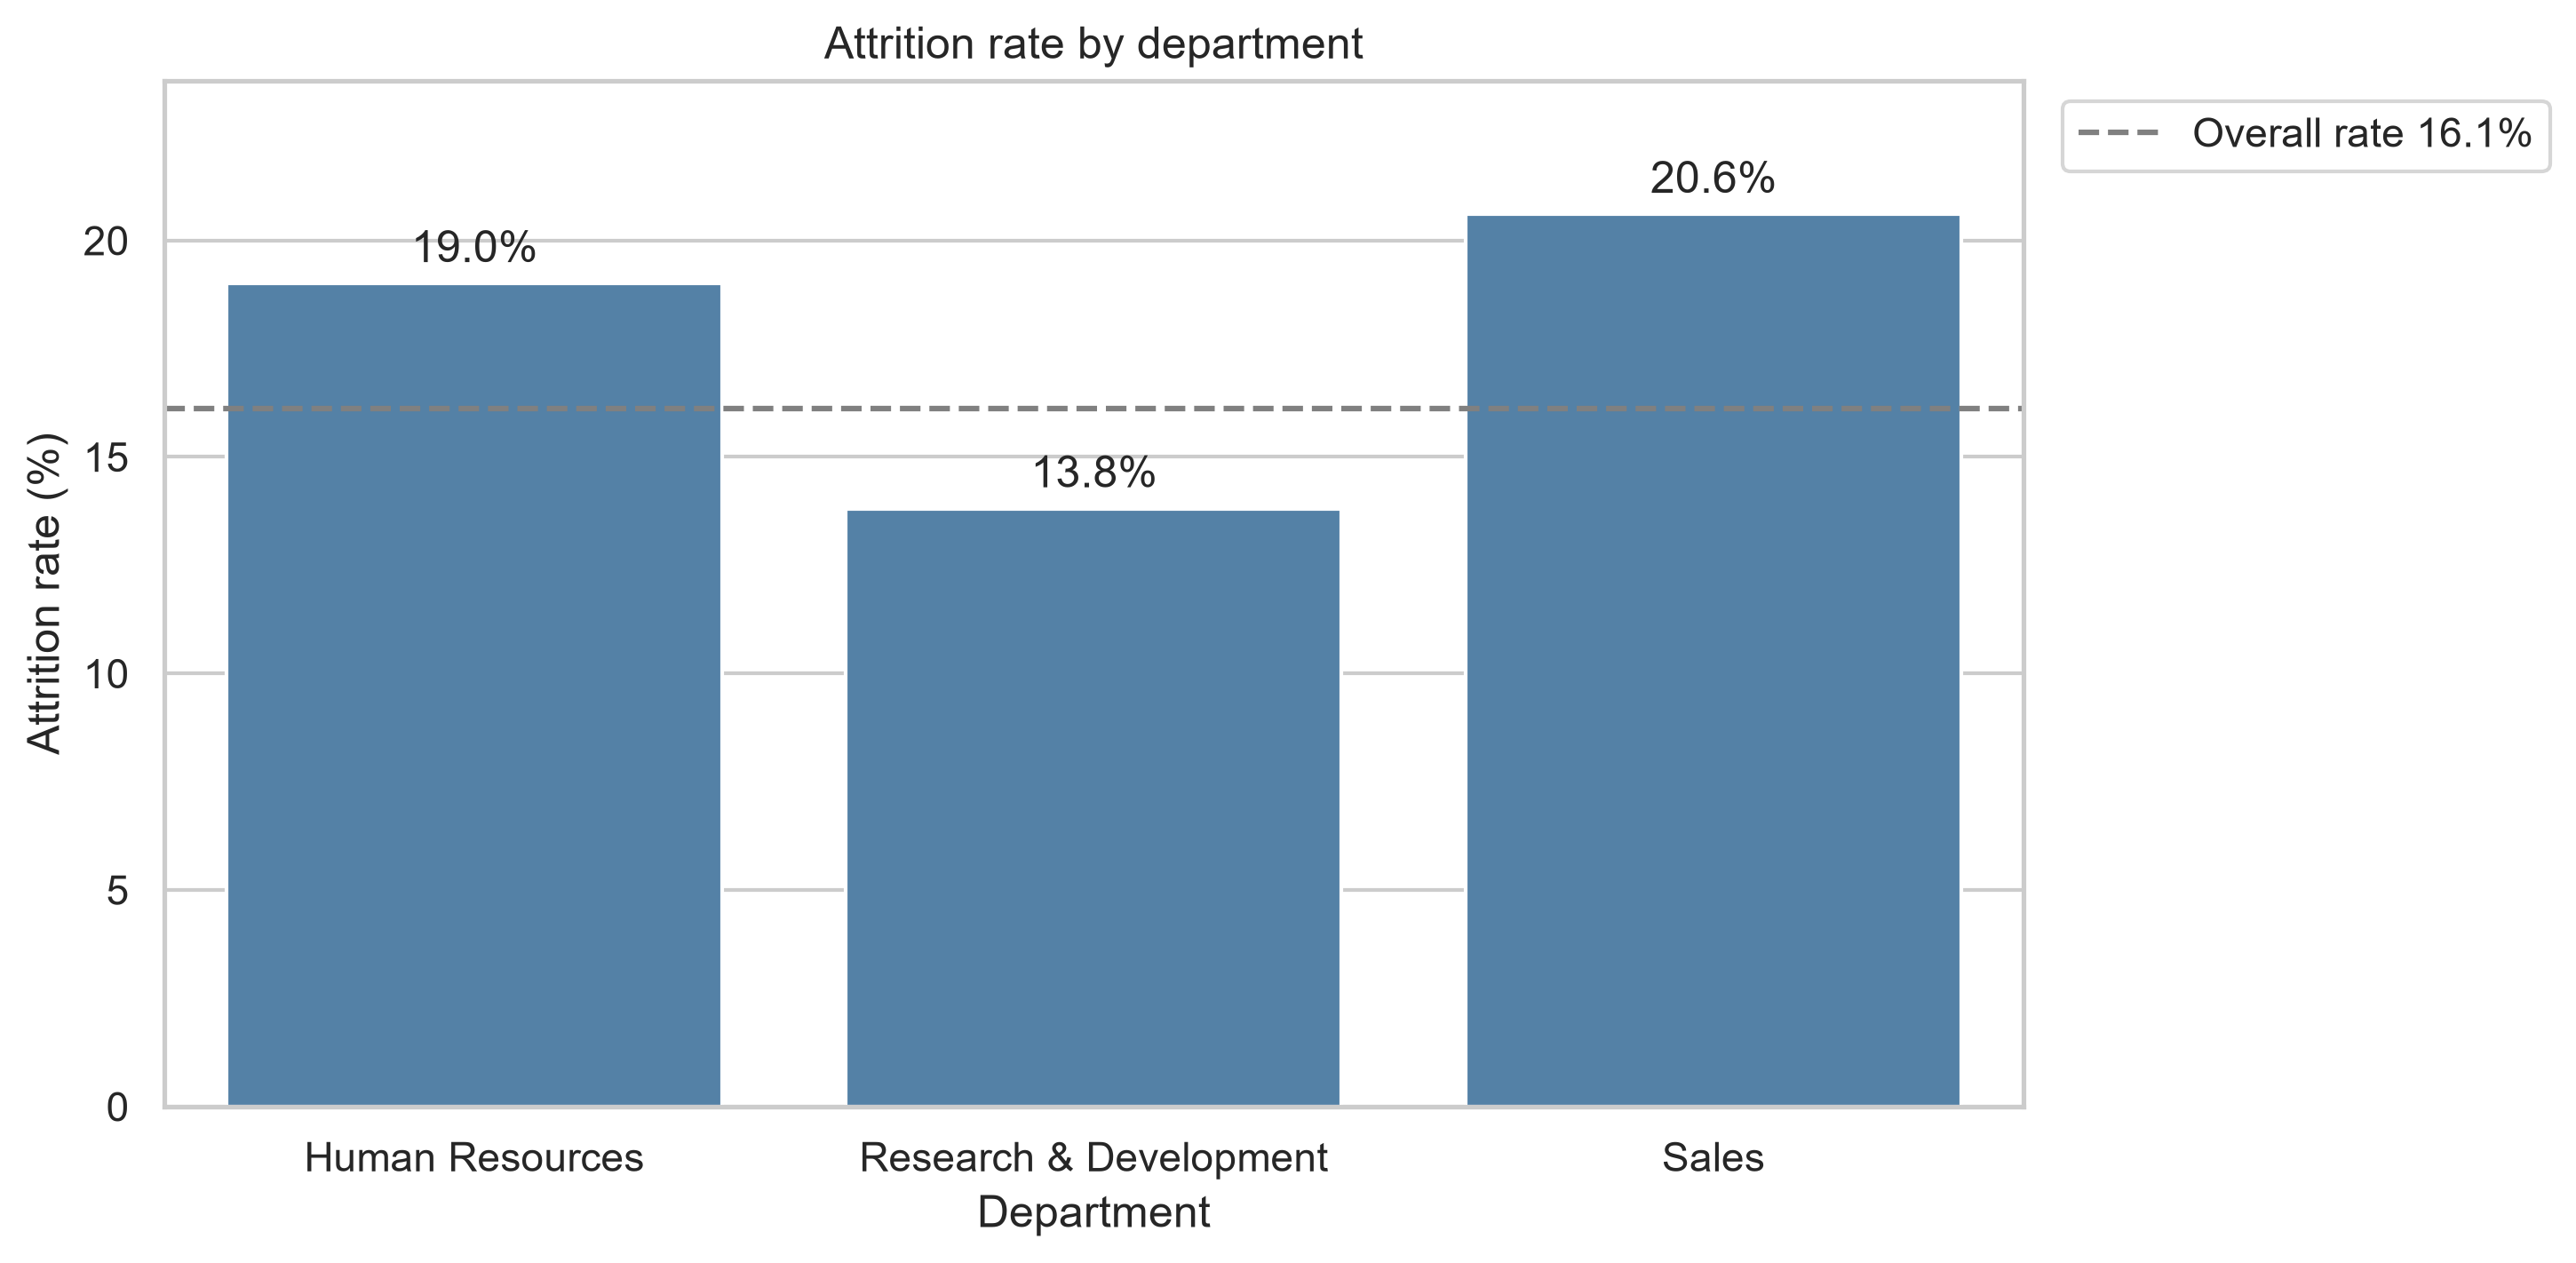 Attrition rate by department
Overall rate 16.1%
20.6%
19.0%
13.8%
Attrition rate (%)
20
15
10
5
0
Human Resources
Research & Development
Sales
Department